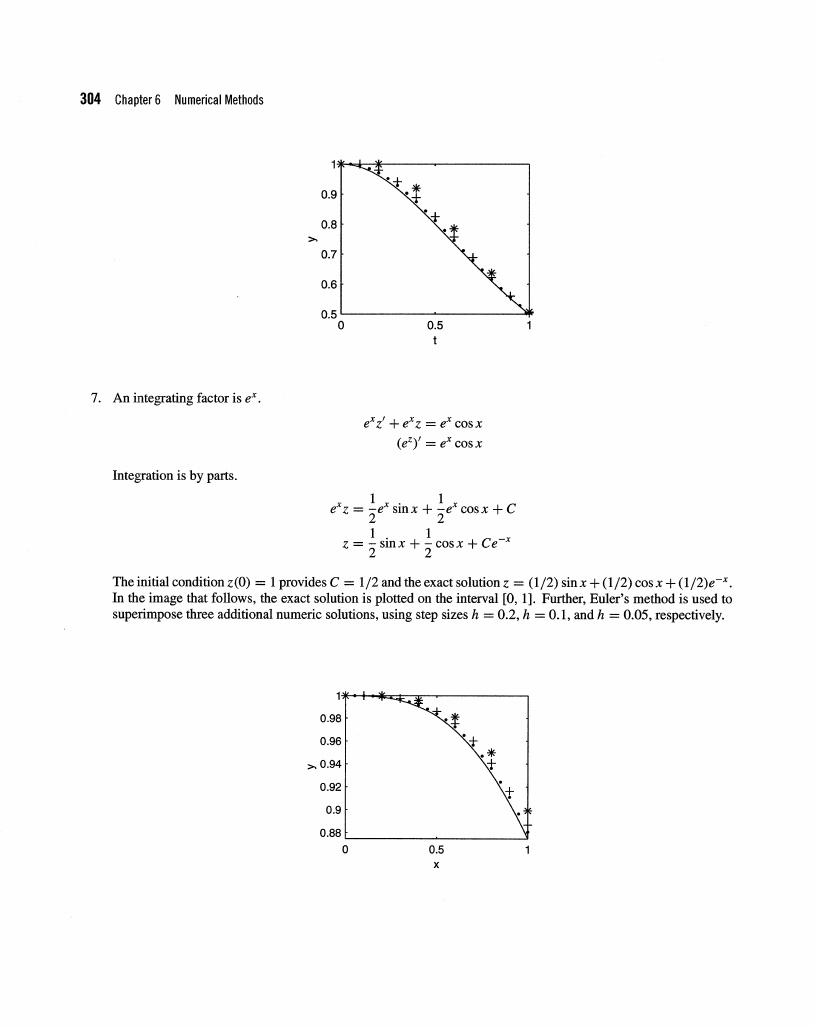 304 Chapter 6 Numerical Methods
1
0.9
0.8
y
0.7
0.6
0.5
0 0.5 1
t
7. An integrating factor is e^x.
e^x z′ + e^x z = e^x cos x
(e^z)′ = e^x cos x
Integration is by parts.
e^x z = 1/2 e^x sin x + 1/2 e^x cos x + C
z = 1/2 sin x + 1/2 cos x + Ce^−x
The initial condition z(0) = 1 provides C = 1/2 and the exact solution z = (1/2) sin x + (1/2) cos x + (1/2)e^−x.
In the image that follows, the exact solution is plotted on the interval [0, 1]. Further, Euler's method is used to
superimpose three additional numeric solutions, using step sizes h = 0.2, h = 0.1, and h = 0.05, respectively.
1
0.98
0.96
y 0.94
0.92
0.9
0.88
0 0.5 1
x